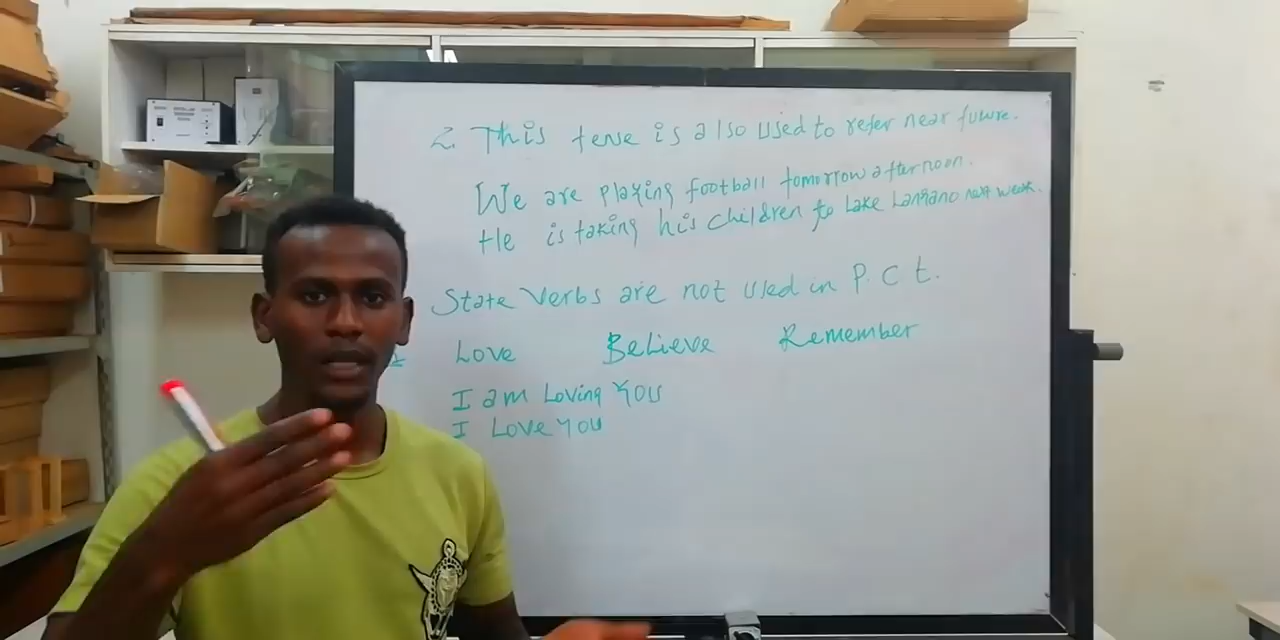 2. This tense is also used to refer near future.
We are playing football tomorrow afternoon.
He is taking his children to Lake Langano next weak.
State verbs are not used in P. C t.
Love Believe Remember
I am Loving You
I Love you